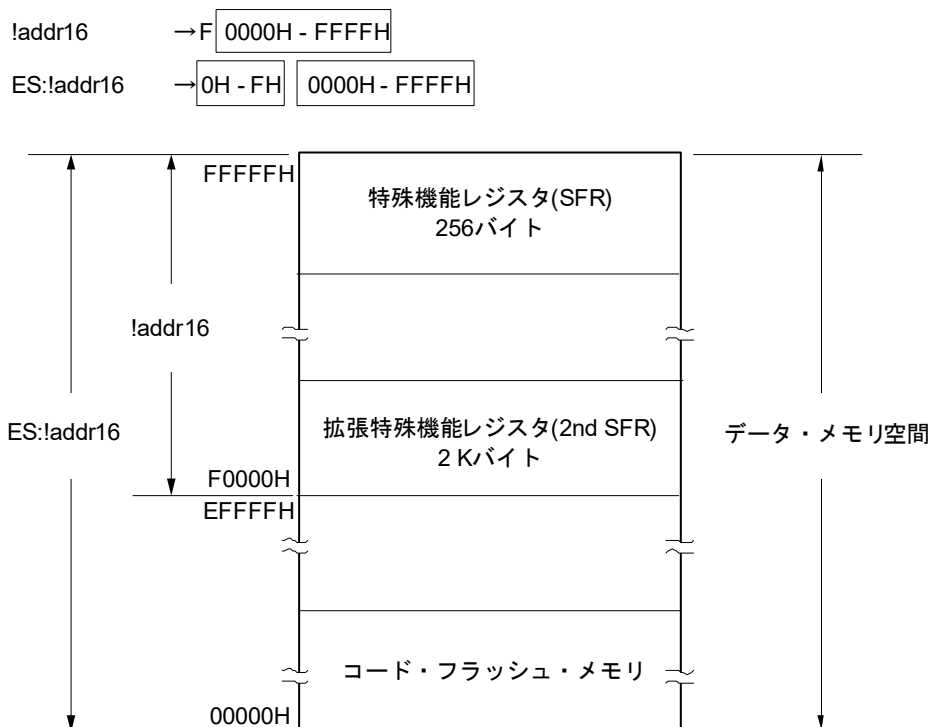 !addr16 →F 0000H - FFFFH
ES:!addr16 →0H - FH 0000H - FFFFH
FFFFFH
特殊機能レジスタ(SFR)
256バイト
!addr16
ES:!addr16
拡張特殊機能レジスタ(2nd SFR)
2 Kバイト
データ・メモリ空間
F0000H
EFFFFH
コード・フラッシュ・メモリ
00000H